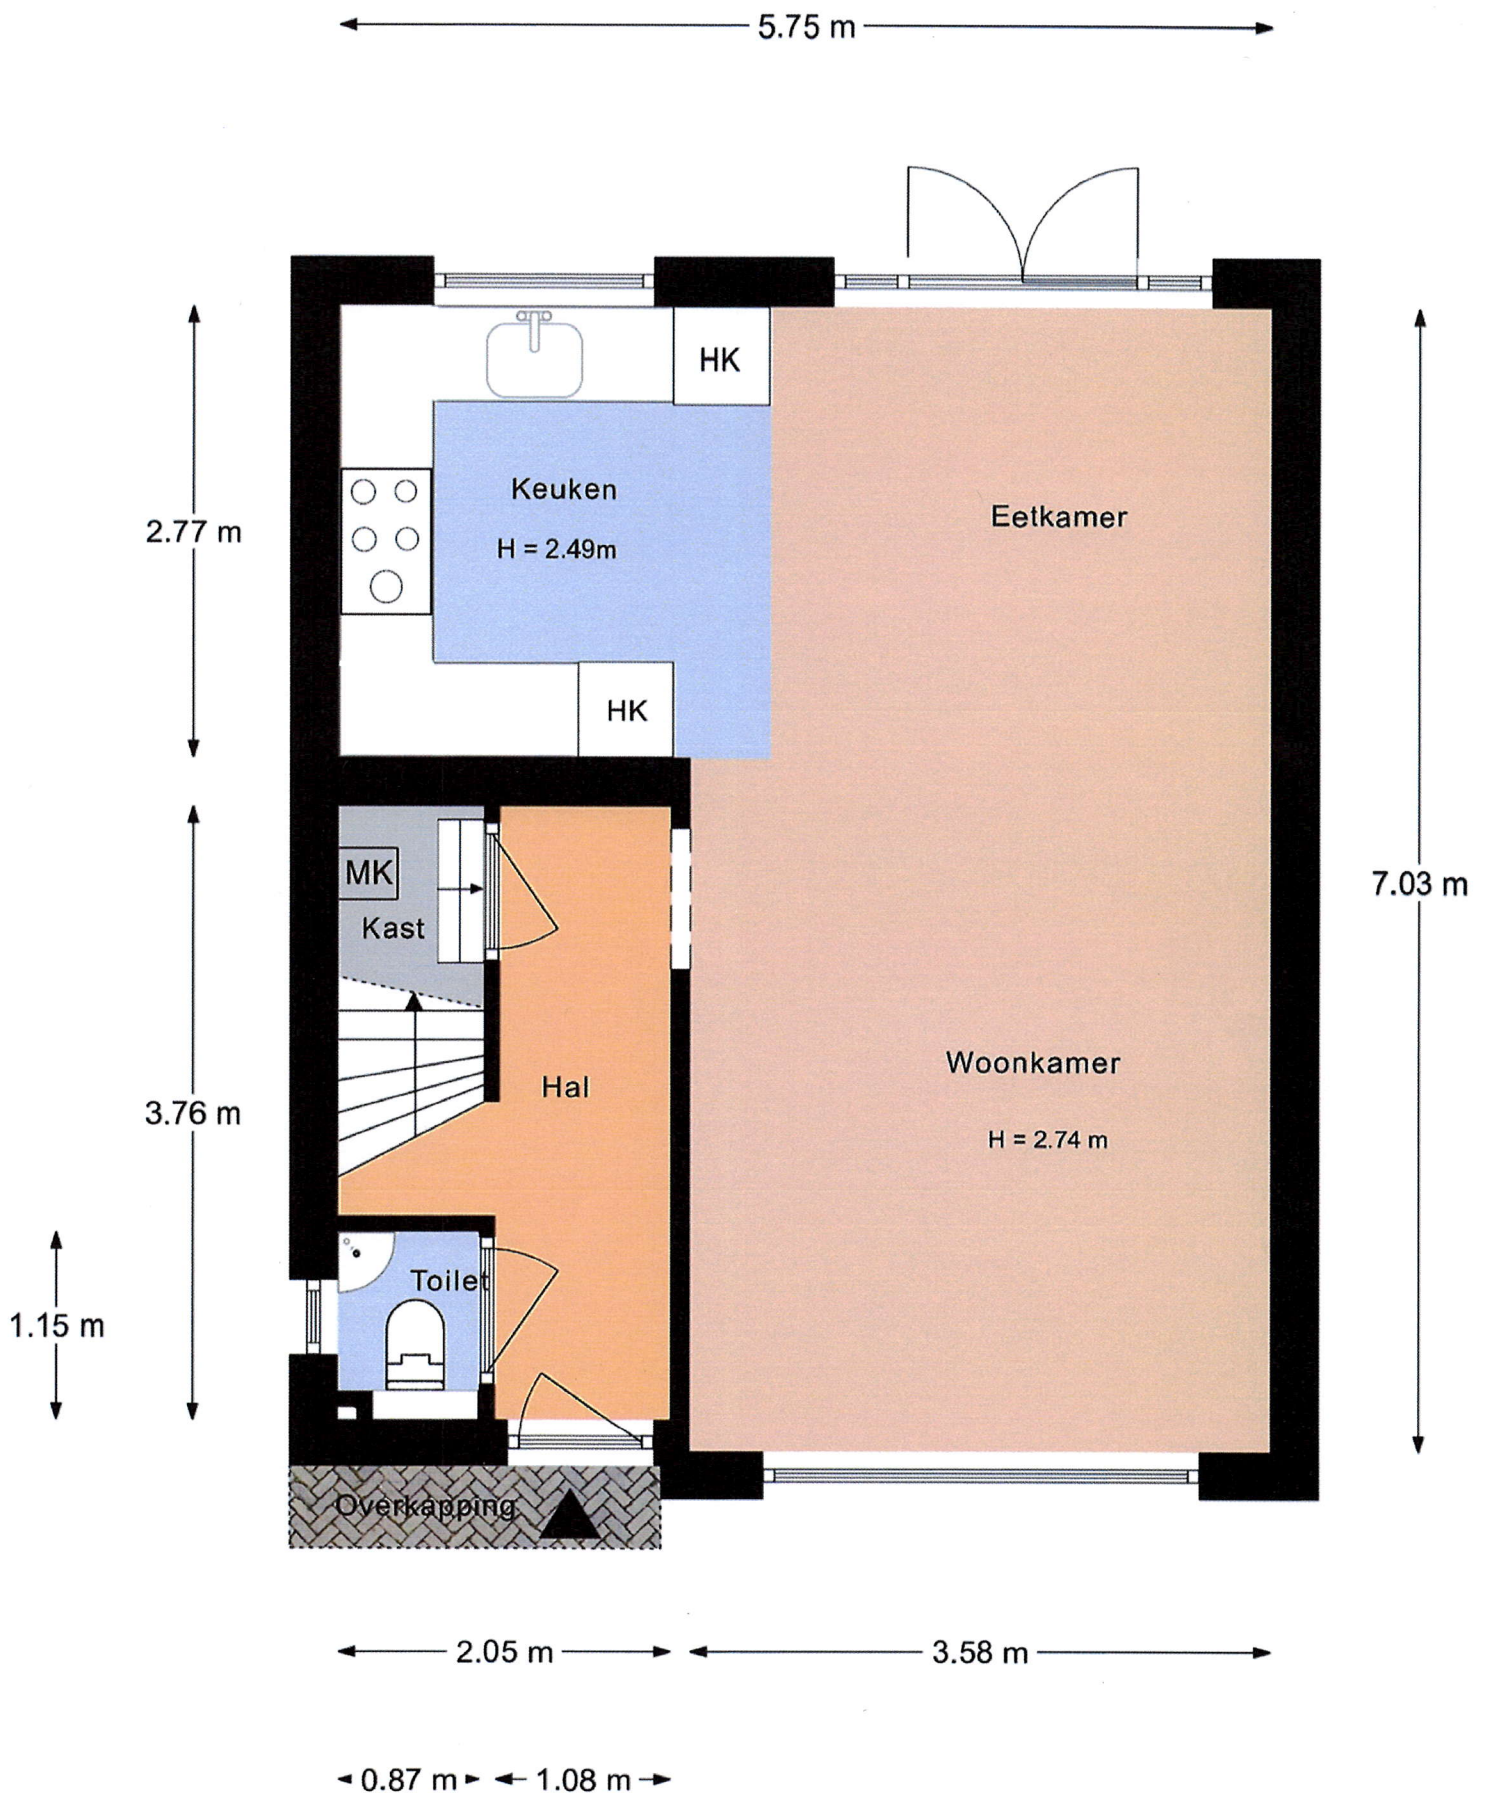 5.75 m
HK
Keuken
H = 2.49m
Eetkamer
2.77 m
HK
MK
Kast
7.03 m
Hal
Woonkamer
H = 2.74 m
3.76 m
Toilet
1.15 m
Overkapping
2.05 m
3.58 m
0.87 m
1.08 m